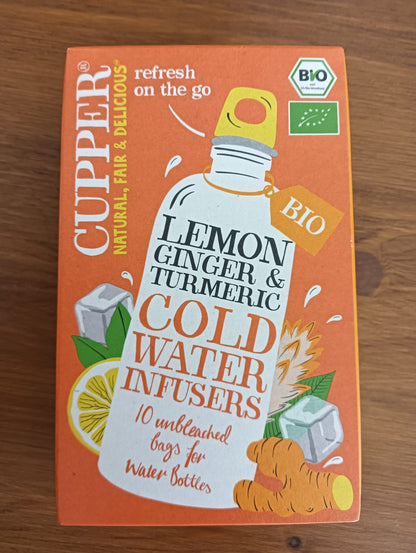 CUPPER®
NATURAL, FAIR & DELICIOUS
refresh
on the go
BIO
BIO
LEMON
GINGER &
TURMERIC
COLD
WATER
INFUSERS
10 unbleached
bags for
Water Bottles